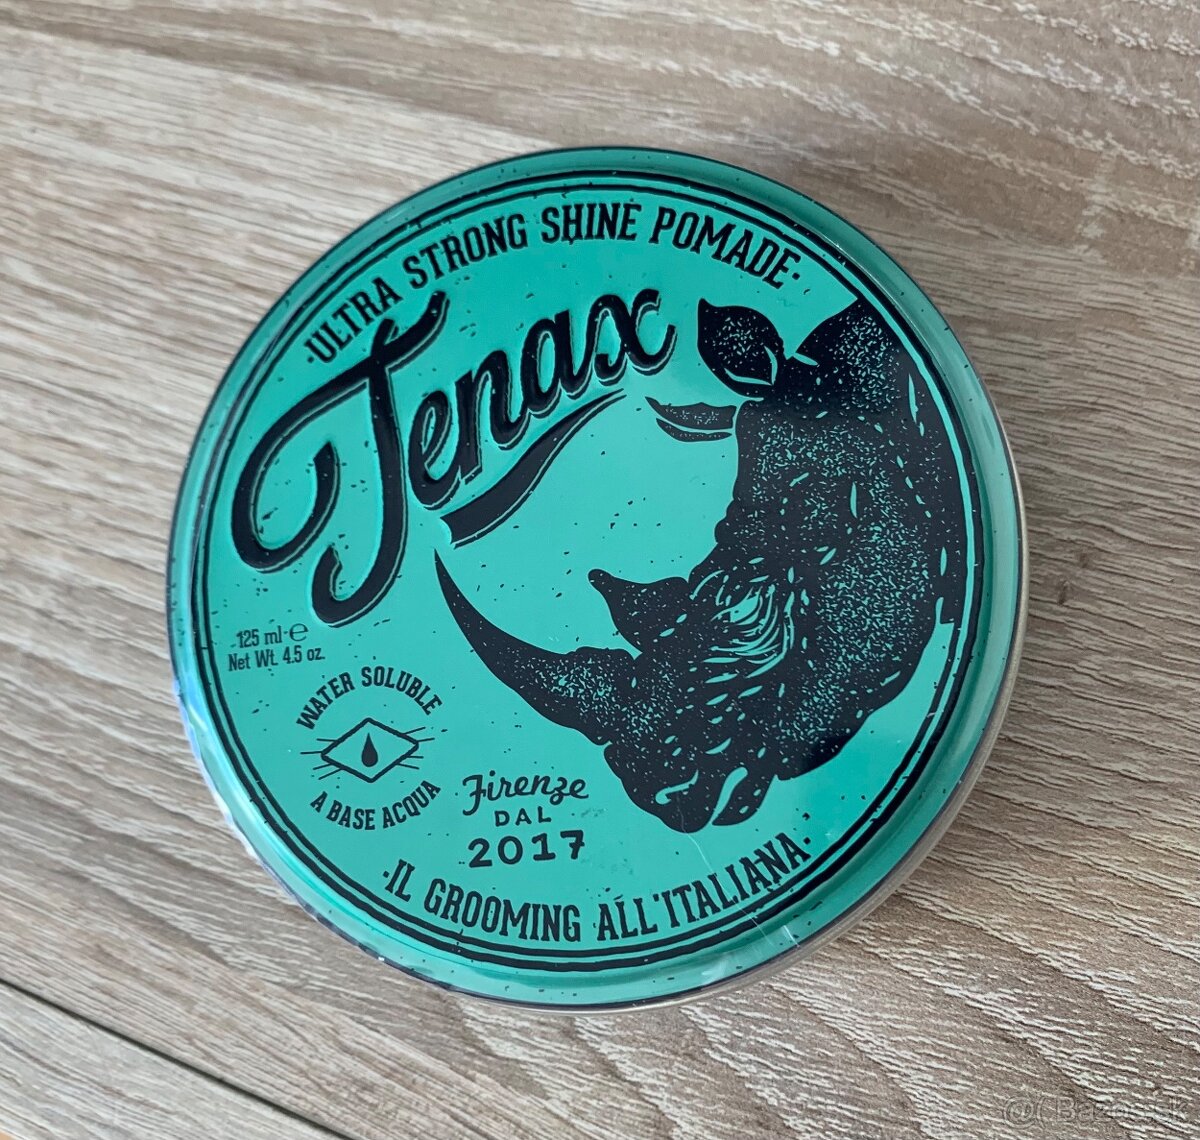 ·ULTRA STRONG SHINE POMADE·
Tenax
125 ml e
Net Wt. 4.5 oz.
WATER SOLUBLE
A BASE ACQUA
Firenze
DAL
2017
·IL GROOMING ALL'ITALIANA·